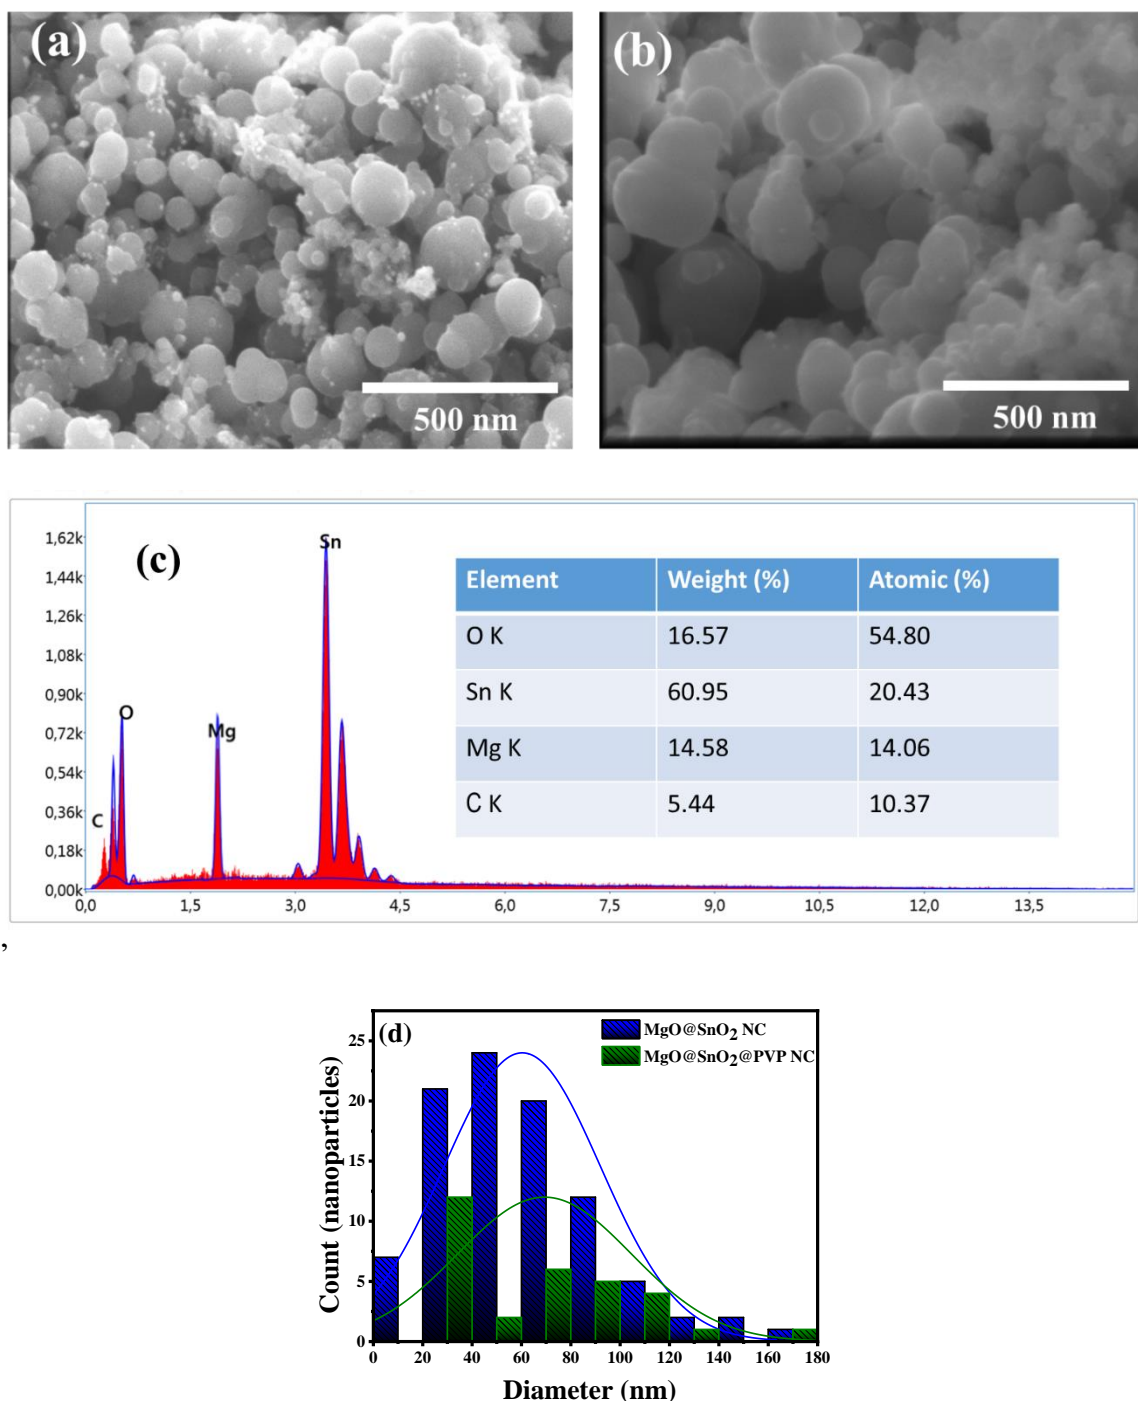 (a)
500 nm
(b)
500 nm
(c)
1,62k
1,44k
1,26k
1,08k
0,90k
0,72k
0,54k
0,36k
0,18k
0,00k
C
O
Mg
Sn
0,0 1,5 3,0 4,5 6,0 7,5 9,0 10,5 12,0 13,5
Element Weight (%) Atomic (%)
O K 16.57 54.80
Sn K 60.95 20.43
Mg K 14.58 14.06
C K 5.44 10.37
,
(d)
MgO@SnO2 NC
MgO@SnO2@PVP NC
Count (nanoparticles)
25
20
15
10
5
0
0 20 40 60 80 100 120 140 160 180
Diameter (nm)